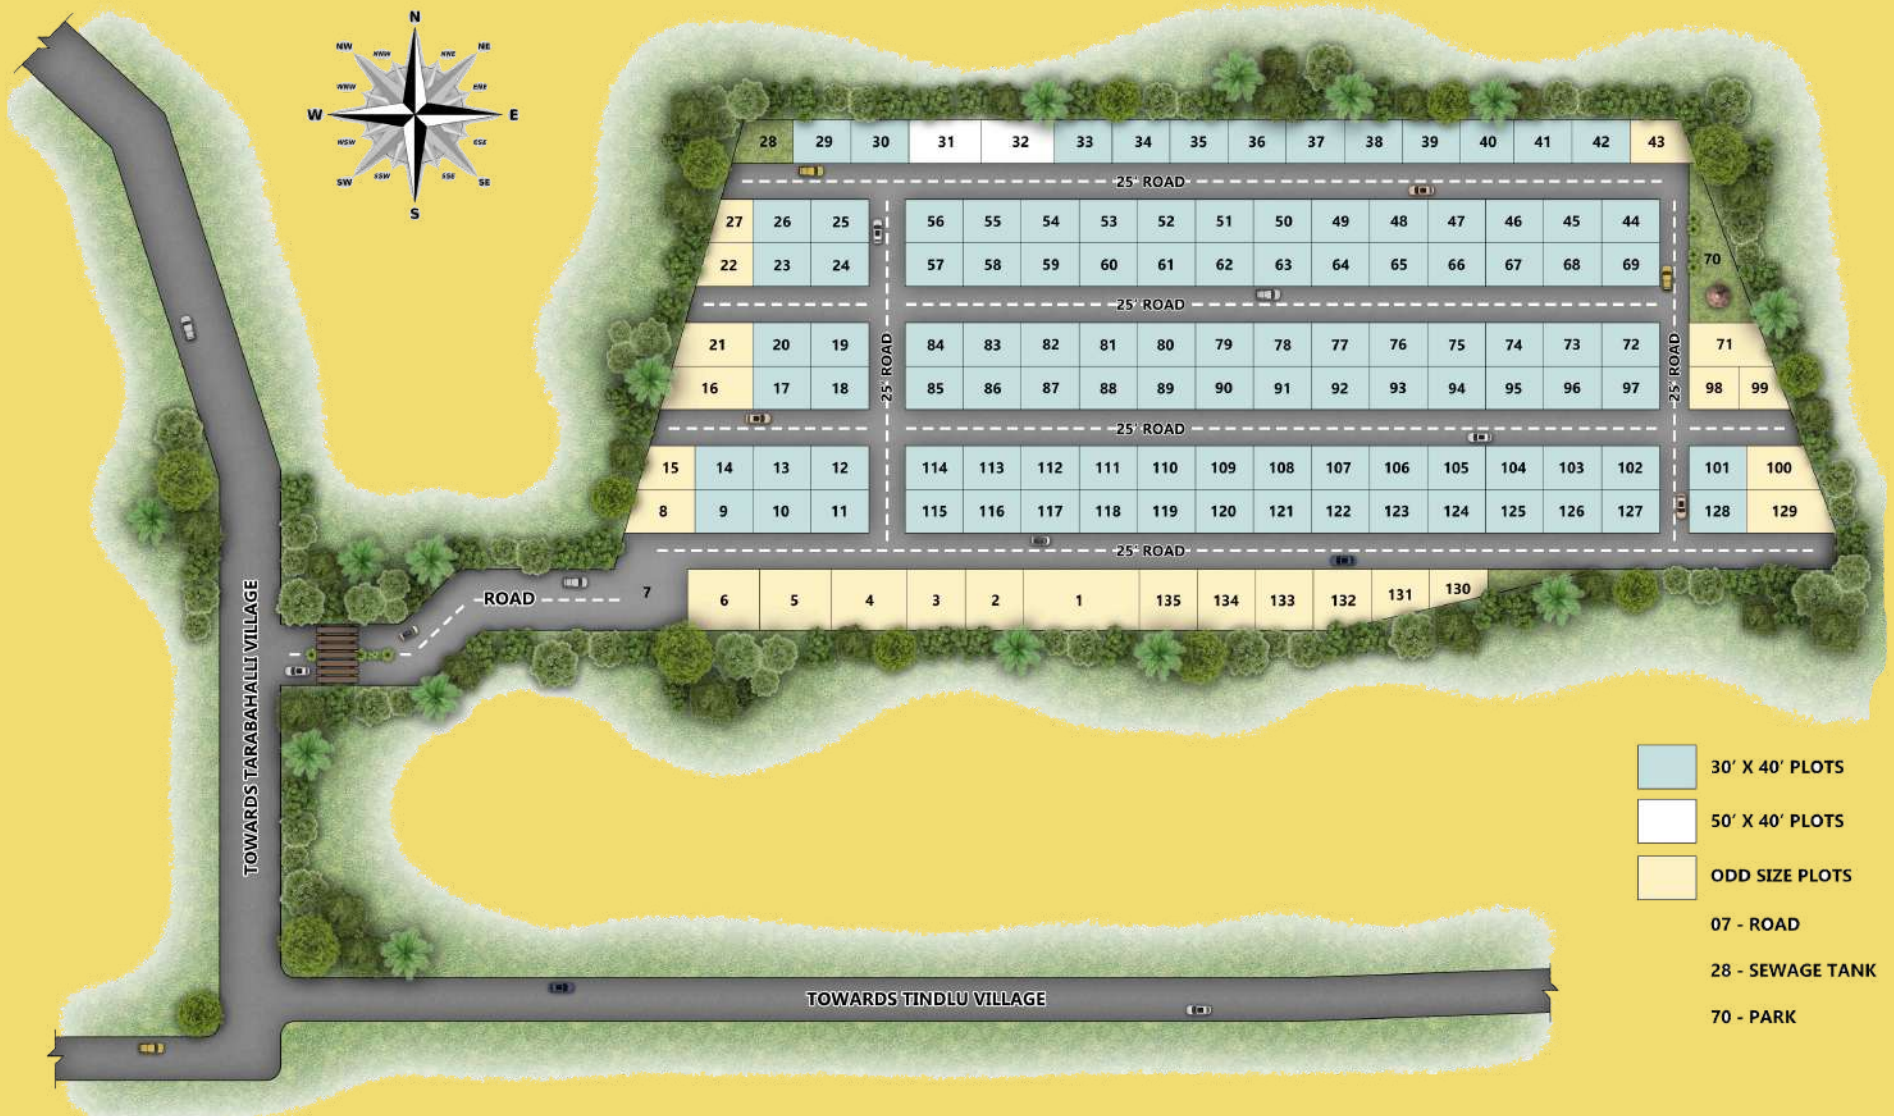 N
NNW NNE
NW NE
WNW ENE
W E
WSW ESE
SW SE
SSW SSE
S
28 29 30 31 32 33 34 35 36 37 38 39 40 41 42 43
25' ROAD
27 26 25 56 55 54 53 52 51 50 49 48 47 46 45 44
22 23 24 57 58 59 60 61 62 63 64 65 66 67 68 69 70
25' ROAD
21 20 19 84 83 82 81 80 79 78 77 76 75 74 73 72 71
25' ROAD
25' ROAD
16 17 18 85 86 87 88 89 90 91 92 93 94 95 96 97 98 99
25' ROAD
15 14 13 12 114 113 112 111 110 109 108 107 106 105 104 103 102 101 100
8 9 10 11 115 116 117 118 119 120 121 122 123 124 125 126 127 128 129
25' ROAD
ROAD 7 6 5 4 3 2 1 135 134 133 132 131 130
TOWARDS TARABAHALLI VILLAGE
30' X 40' PLOTS
50' X 40' PLOTS
ODD SIZE PLOTS
07 - ROAD
28 - SEWAGE TANK
70 - PARK
TOWARDS TINDLU VILLAGE